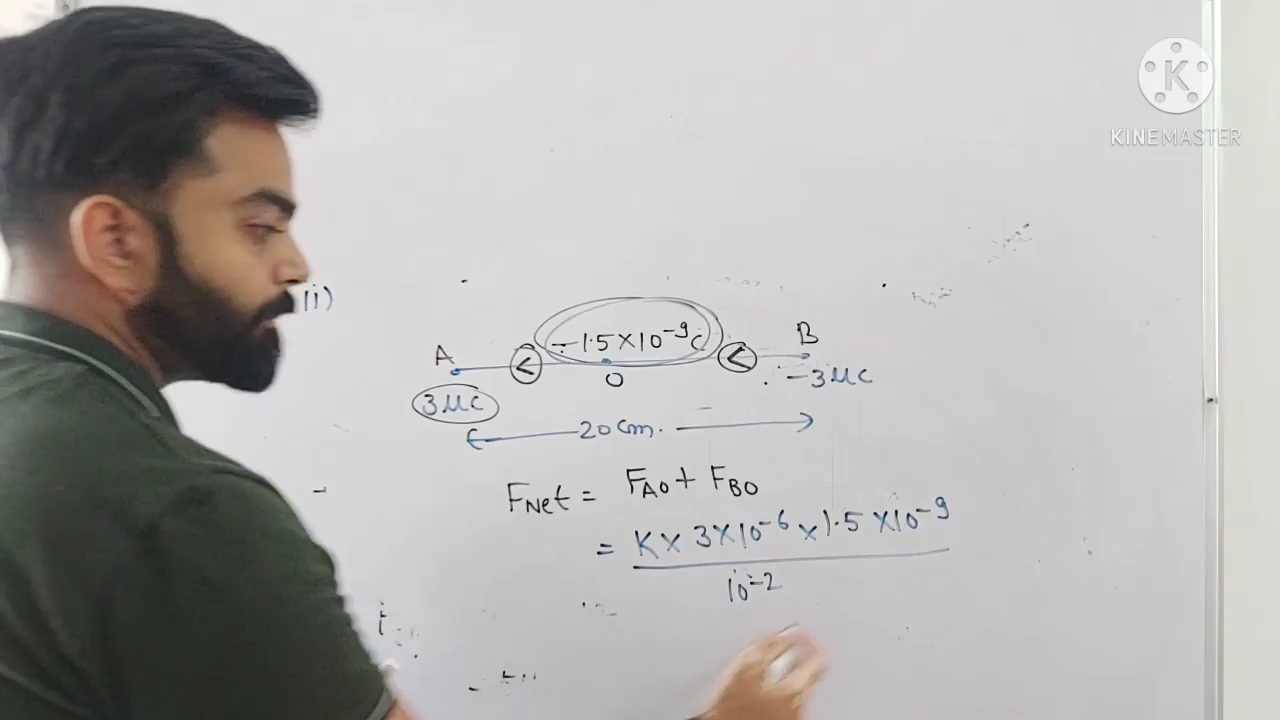 K
KINEMASTER
(i)
-1.5×10⁻⁹C
A B
O
3μC -3μC
20cm.
FNet = FAO + FBO
= K× 3×10⁻⁶ ×1.5 ×10⁻⁹
10⁻²